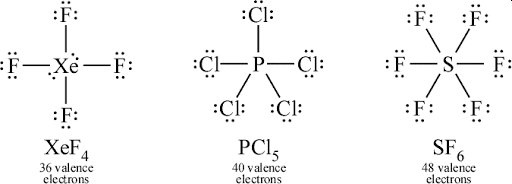 F
F Xe F
F
XeF₄
36 valence
electrons
Cl
Cl P Cl
Cl Cl
PCl₅
40 valence
electrons
F F
F S F
F F
SF₆
48 valence
electrons